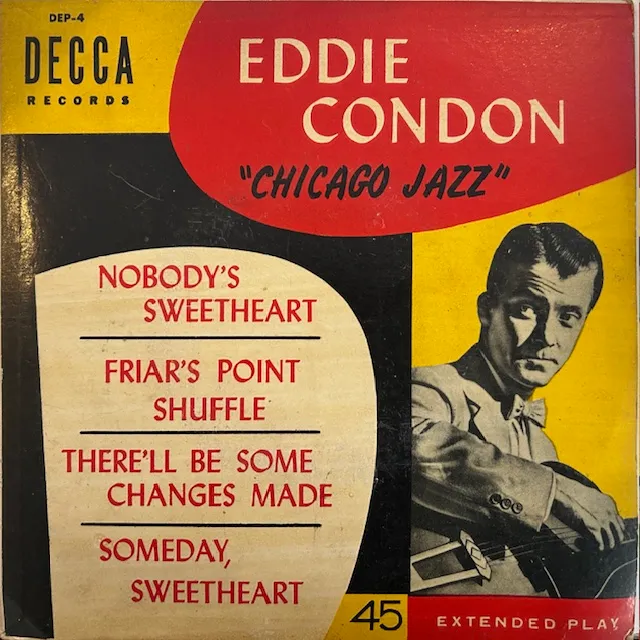 DEP-4
DECCA
RECORDS
EDDIE
CONDON
"CHICAGO JAZZ"
NOBODY'S
SWEETHEART
FRIAR'S POINT
SHUFFLE
THERE'LL BE SOME
CHANGES MADE
SOMEDAY,
SWEETHEART
45
EXTENDED PLAY